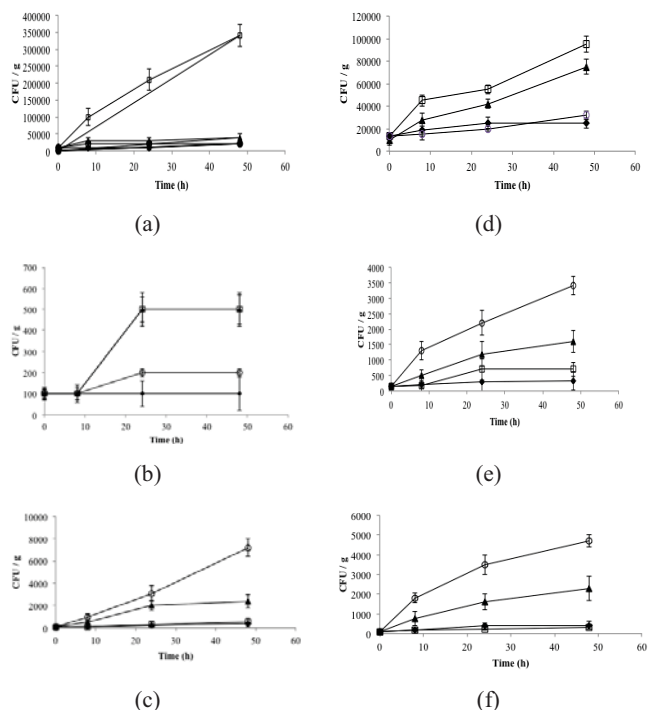 400000
350000
300000
250000
200000
150000
100000
50000
0
CFU / g
0 10 20 30 40 50 60
Time (h)
(a)
120000
100000
80000
60000
40000
20000
0
CFU / g
0 10 20 30 40 50 60
Time (h)
(d)
700
600
500
400
300
200
100
0
CFU / g
0 10 20 30 40 50 60
Time (h)
(b)
4000
3500
3000
2500
2000
1500
1000
500
0
CFU / g
0 10 20 30 40 50 60
Time (h)
(e)
10000
8000
6000
4000
2000
0
CFU / g
0 10 20 30 40 50 60
Time (h)
(c)
6000
5000
4000
3000
2000
1000
0
CFU / g
0 10 20 30 40 50 60
Time (h)
(f)